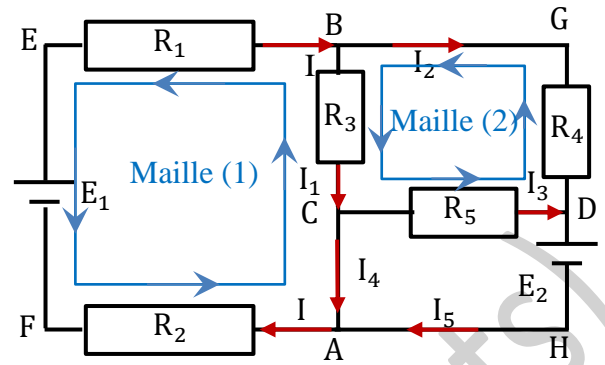 E
R₁
B
G
I
I₂
R₃
Maille (2)
R₄
E₁
Maille (1)
I₁
I₃
C
R₅
D
I₄
E₂
F
R₂
I
A
I₅
H